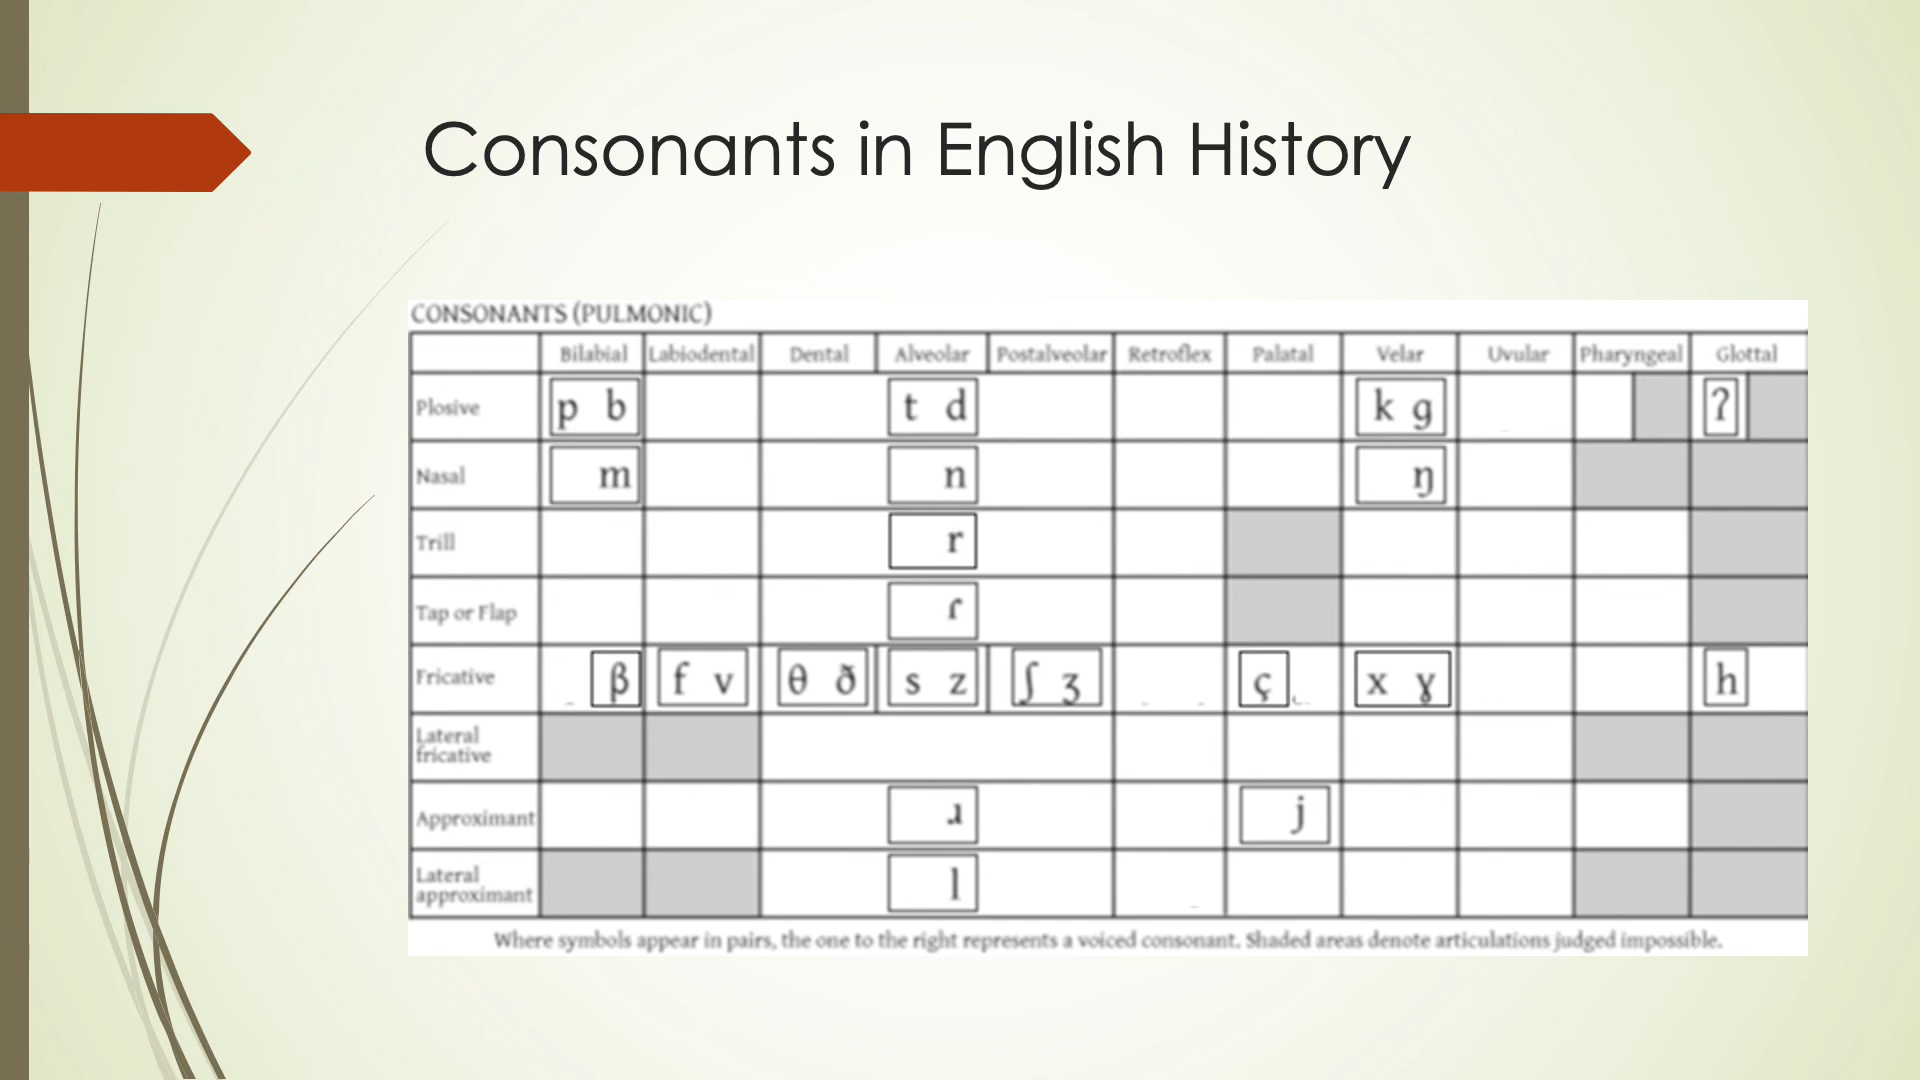 Consonants in English History
CONSONANTS (PULMONIC)
Bilabial Labiodental Dental Alveolar Postalveolar Retroflex Palatal Velar Uvular Pharyngeal Glottal
Plosive p b t d k ɡ ʔ
Nasal m n ŋ
Trill r
Tap or Flap ɾ
Fricative β f v θ ð s z ʃ ʒ ç x ɣ h
Lateral
fricative
Approximant ɹ j
Lateral
approximant l
Where symbols appear in pairs, the one to the right represents a voiced consonant. Shaded areas denote articulations judged impossible.